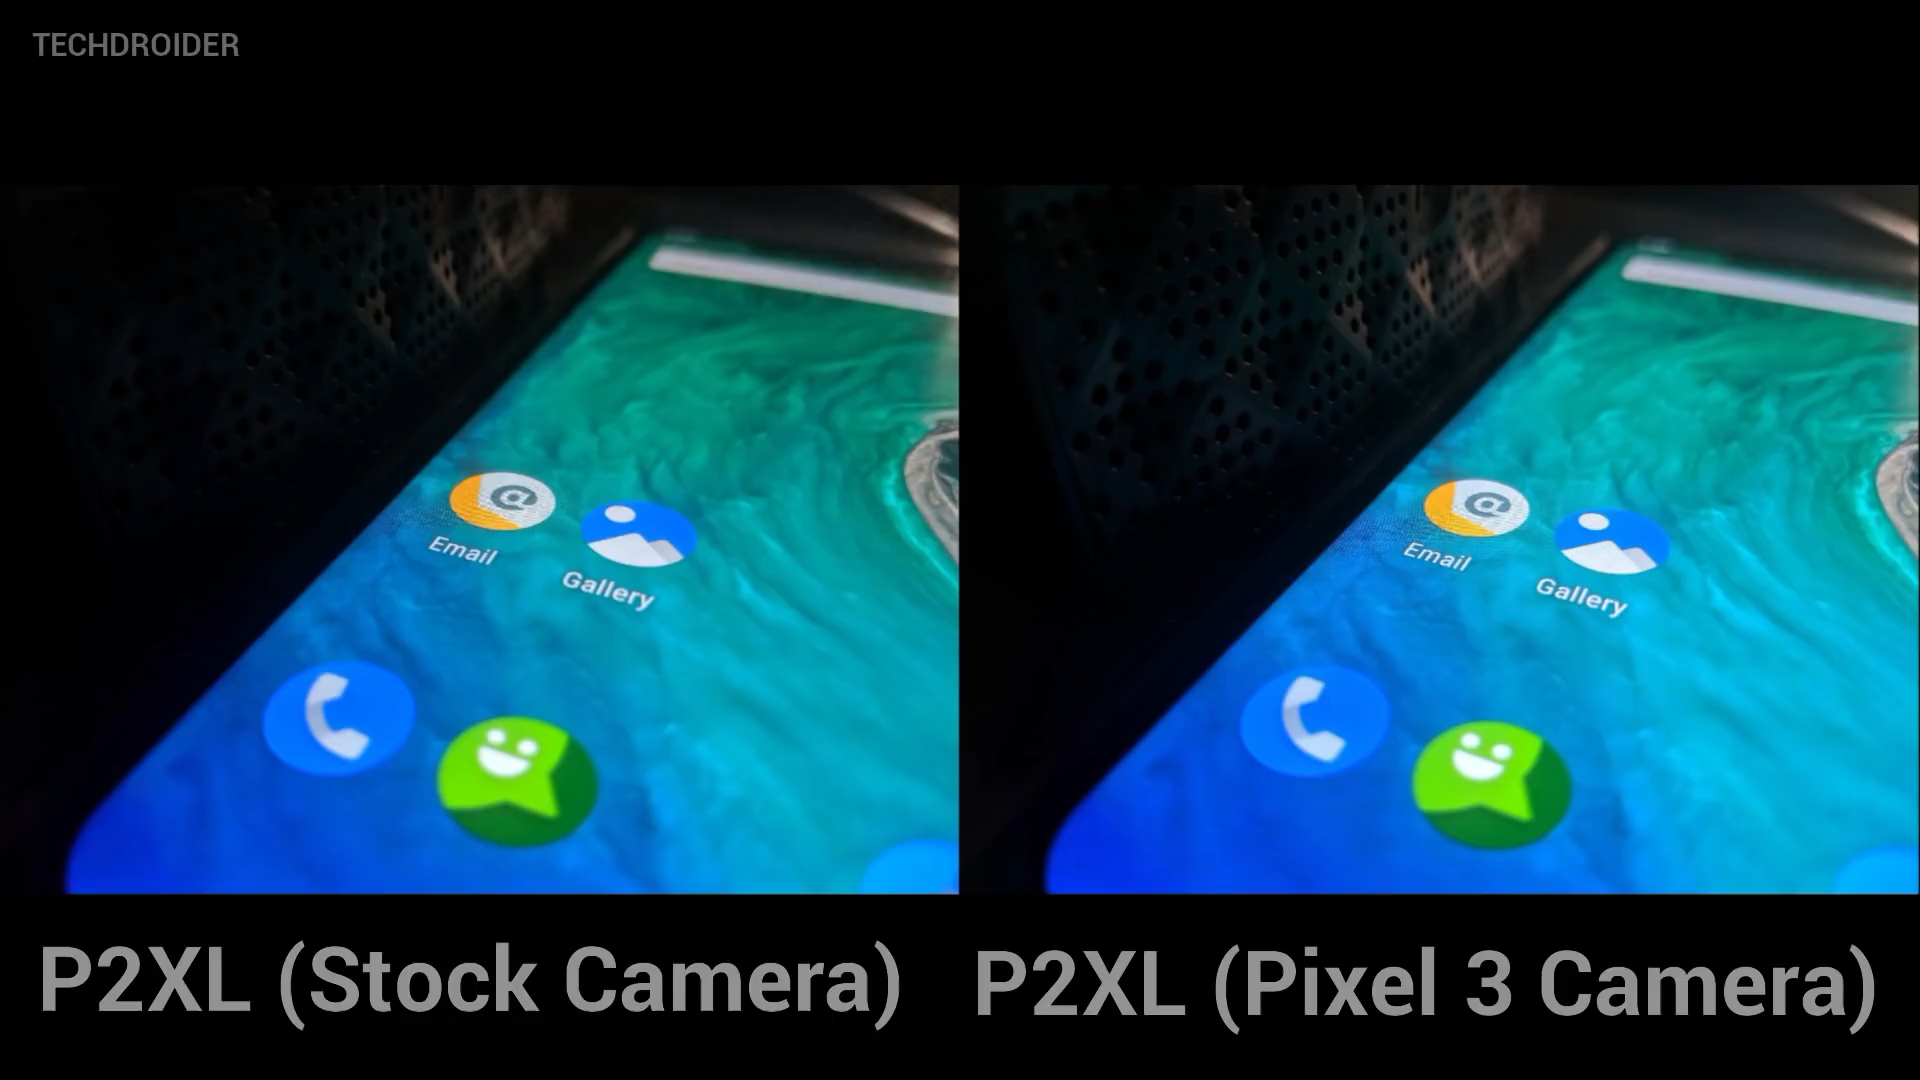 TECHDROIDER
@
Email
Gallery
@
Email
Gallery
P2XL (Stock Camera)
P2XL (Pixel 3 Camera)